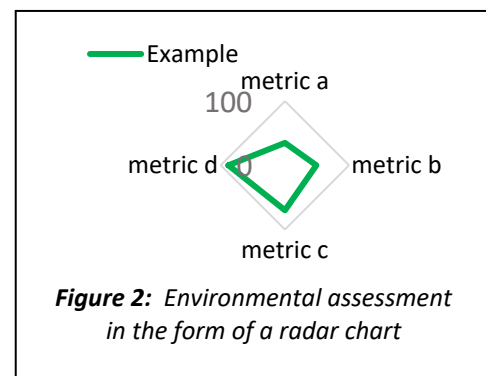 Example
metric a
100
metric d
0
metric b
metric c
Figure 2: Environmental assessment
in the form of a radar chart